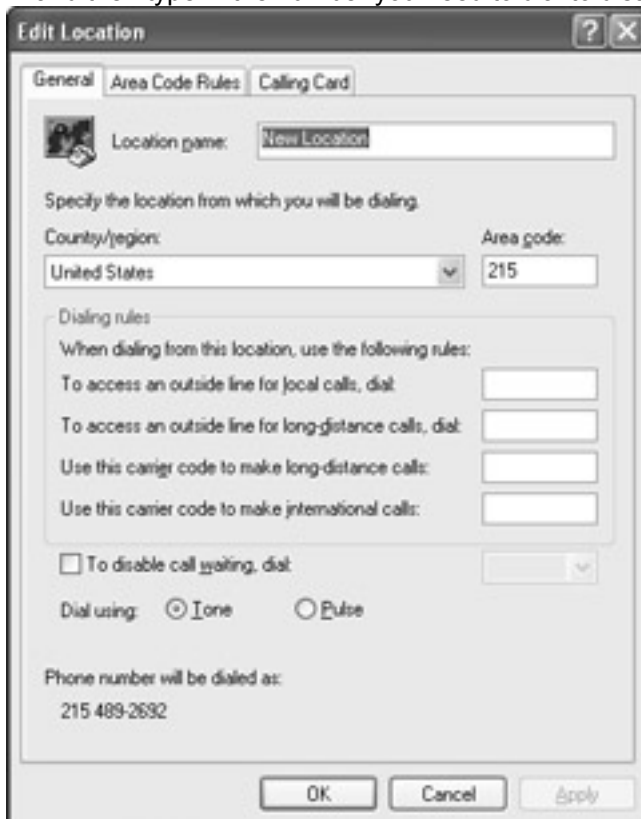 Edit Location
General Area Code Rules Calling Card
Location name: New Location
Specify the location from which you will be dialing.
Country/region: Area code:
United States 215
Dialing rules
When dialing from this location, use the following rules:
To access an outside line for local calls, dial:
To access an outside line for long-distance calls, dial:
Use this carrier code to make long-distance calls:
Use this carrier code to make international calls:
To disable call waiting, dial:
Dial using: Tone Pulse
Phone number will be dialed as:
215 489-2692
OK Cancel Apply